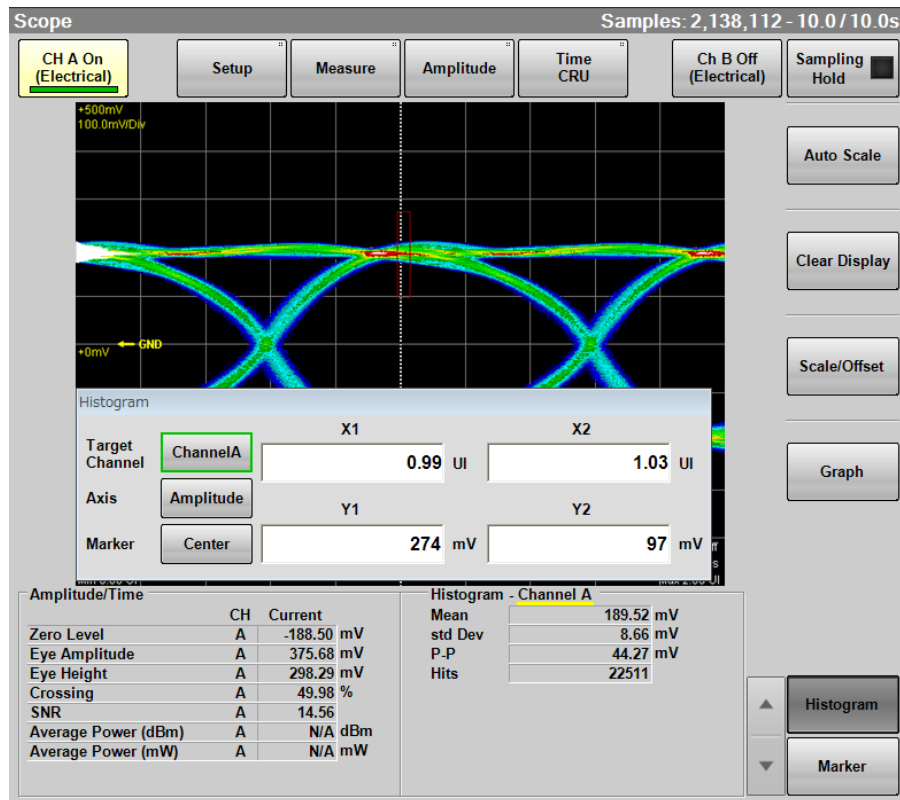 Scope Samples: 2,138,112 - 10.0 / 10.0s
CH A On
(Electrical)
Setup
Measure
Amplitude
Time
CRU
Ch B Off
(Electrical)
Sampling
Hold
+500mV
100.0mV/Div
Auto Scale
Clear Display
+0mV
GND
Scale/Offset
Graph
Histogram
X1 X2
Target
Channel
ChannelA
0.99 UI 1.03 UI
Axis
Amplitude
Y1 Y2
Marker
Center
274 mV 97 mV
Amplitude/Time
CH Current
Zero Level A -188.50 mV
Eye Amplitude A 375.68 mV
Eye Height A 298.29 mV
Crossing A 49.98 %
SNR A 14.56
Average Power (dBm) A N/A dBm
Average Power (mW) A N/A mW
Histogram - Channel A
Mean 189.52 mV
std Dev 8.66 mV
P-P 44.27 mV
Hits 22511
Histogram
Marker